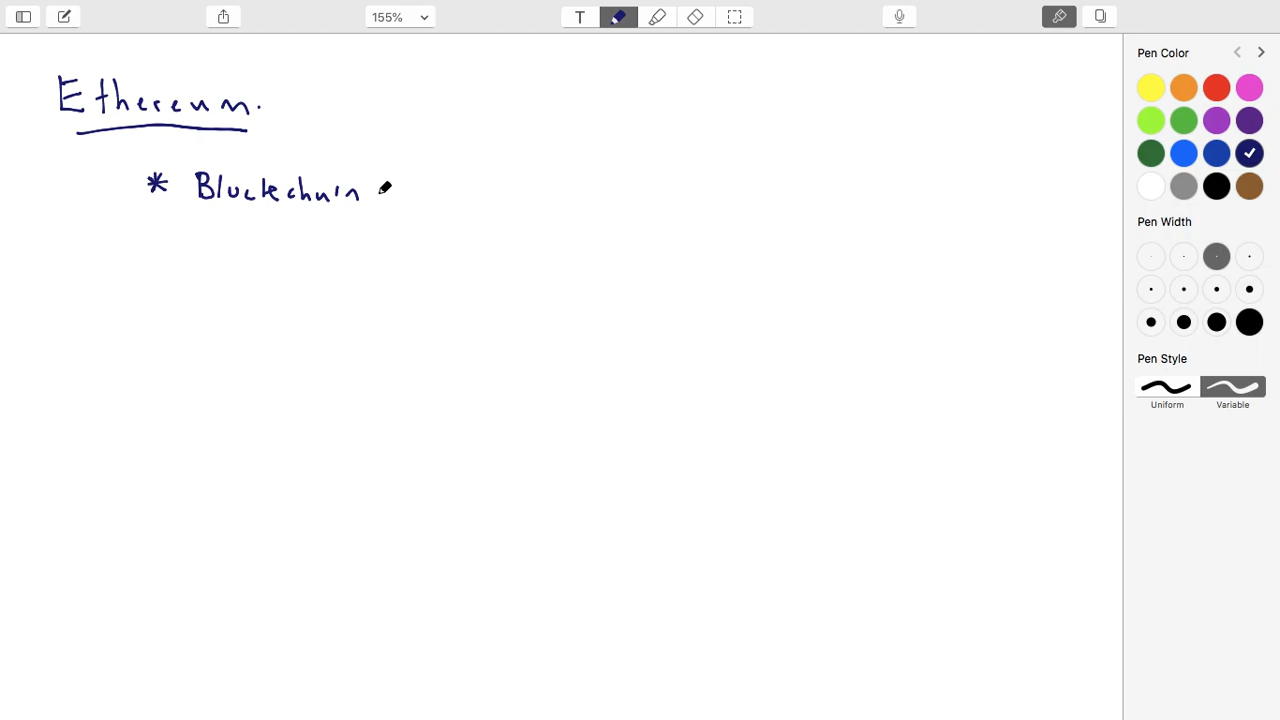 155%
T
Ethereum.
* Blockchain
Pen Color
Pen Width
Pen Style
Uniform
Variable